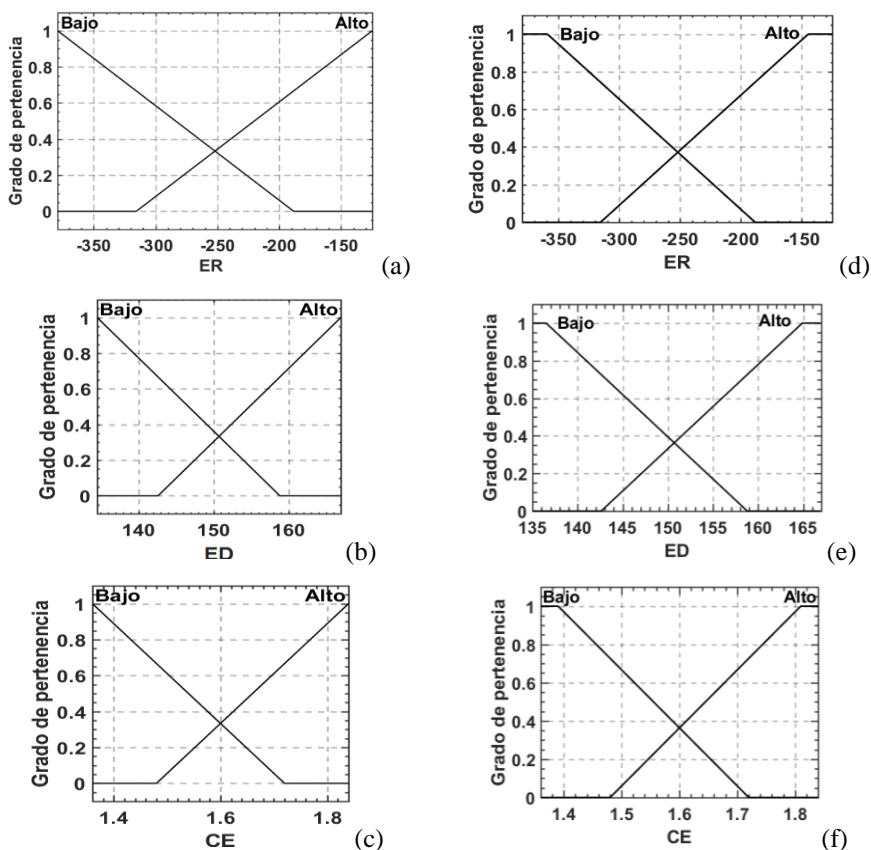 Bajo Alto
Grado de pertenencia
1
0.8
0.6
0.4
0.2
0
-350 -300 -250 -200 -150
ER
(a)
Bajo Alto
Grado de pertenencia
1
0.8
0.6
0.4
0.2
0
-350 -300 -250 -200 -150
ER
(d)
Bajo Alto
Grado de pertenencia
1
0.8
0.6
0.4
0.2
0
140 150 160
ED
(b)
Bajo Alto
Grado de pertenencia
1
0.8
0.6
0.4
0.2
0
135 140 145 150 155 160 165
ED
(e)
Bajo Alto
Grado de pertenencia
1
0.8
0.6
0.4
0.2
0
1.4 1.6 1.8
CE
(c)
Bajo Alto
Grado de pertenencia
1
0.8
0.6
0.4
0.2
0
1.4 1.5 1.6 1.7 1.8
CE
(f)